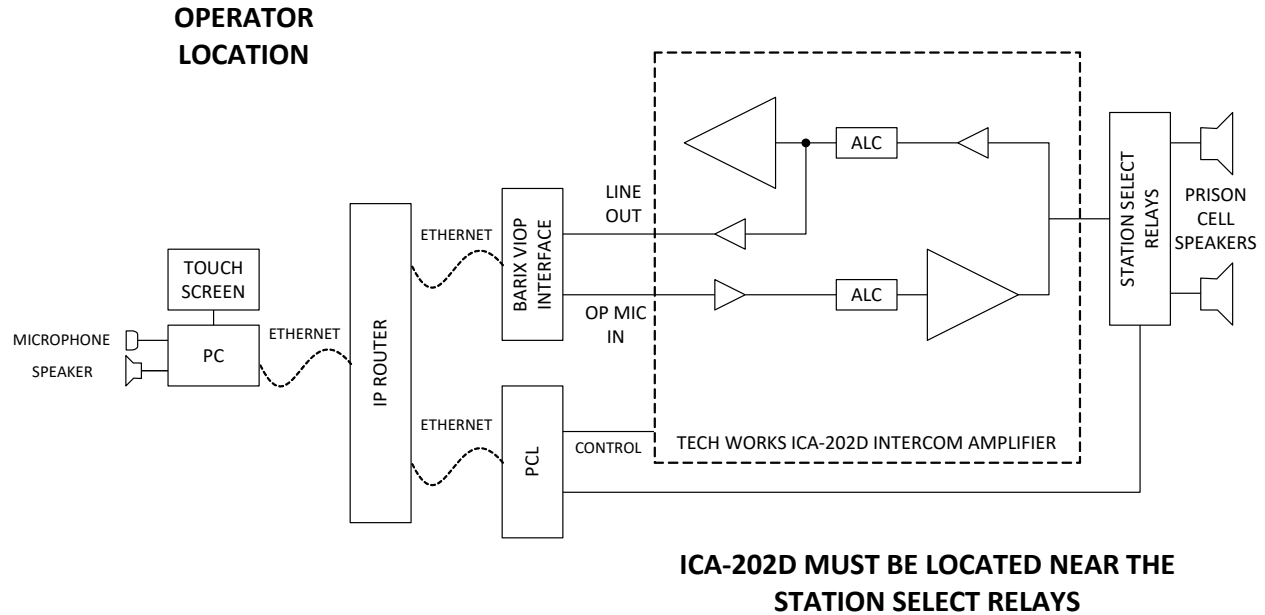 OPERATOR
LOCATION
ALC
LINE
OUT
ETHERNET
BARIX VIOP
INTERFACE
STATION SELECT
RELAYS
PRISON
CELL
SPEAKERS
TOUCH
SCREEN
ETHERNET
MICROPHONE
SPEAKER
PC
IP ROUTER
OP MIC
IN
ALC
ETHERNET
PCL
CONTROL
TECH WORKS ICA-202D INTERCOM AMPLIFIER
ICA-202D MUST BE LOCATED NEAR THE
STATION SELECT RELAYS